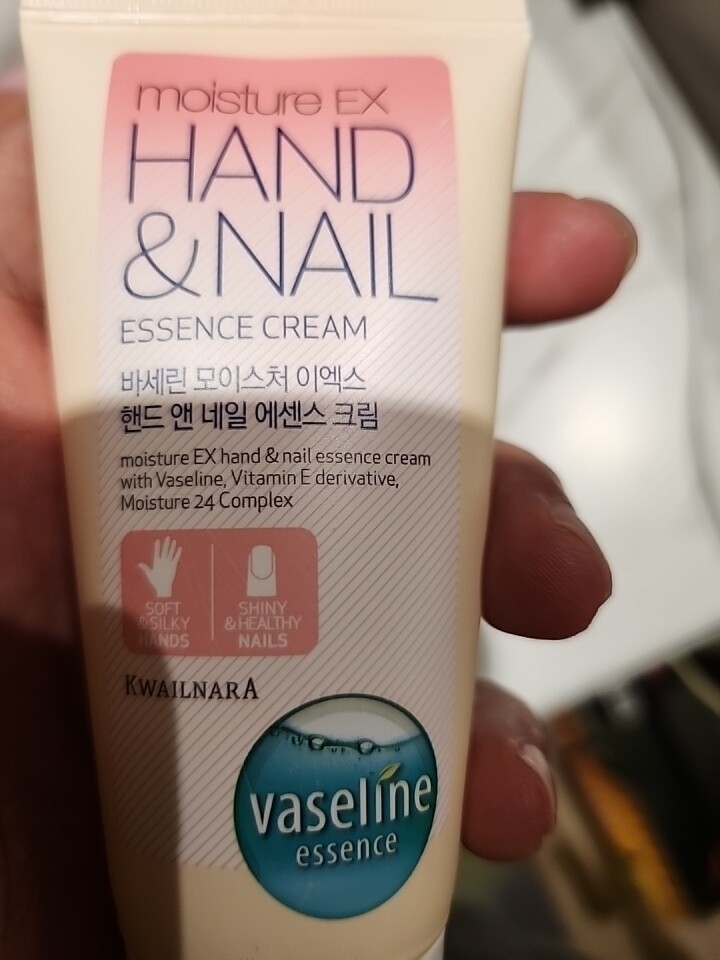 moisture EX
HAND
&NAIL
ESSENCE CREAM
바세린 모이스처 이엑스
핸드 앤 네일 에센스 크림
moisture EX hand & nail essence cream
with Vaseline, Vitamin E derivative,
Moisture 24 Complex
SOFT
&SILKY
HANDS
SHINY
&HEALTHY
NAILS
KWAILNARA
vaseline
essence